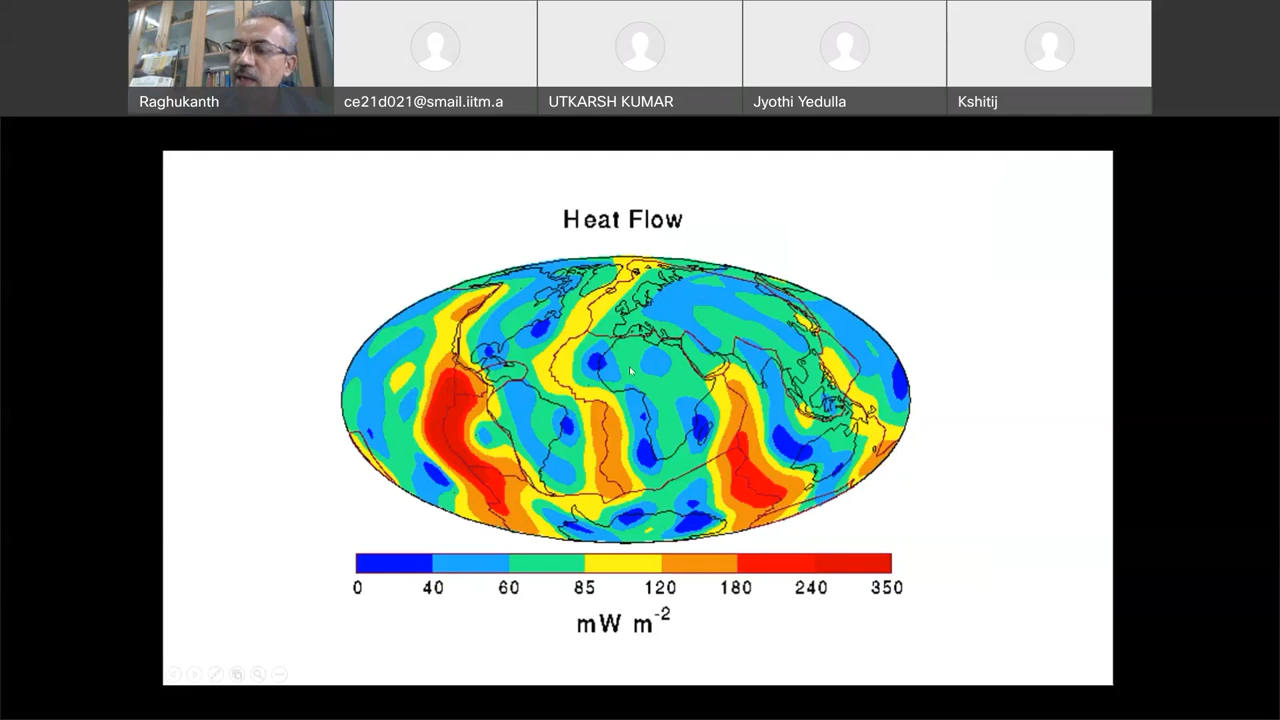 Raghukanth
ce21d021@smail.iitm.a
UTKARSH KUMAR
Jyothi Yedulla
Kshitij
Heat Flow
0 40 60 85 120 180 240 350
mW m-2